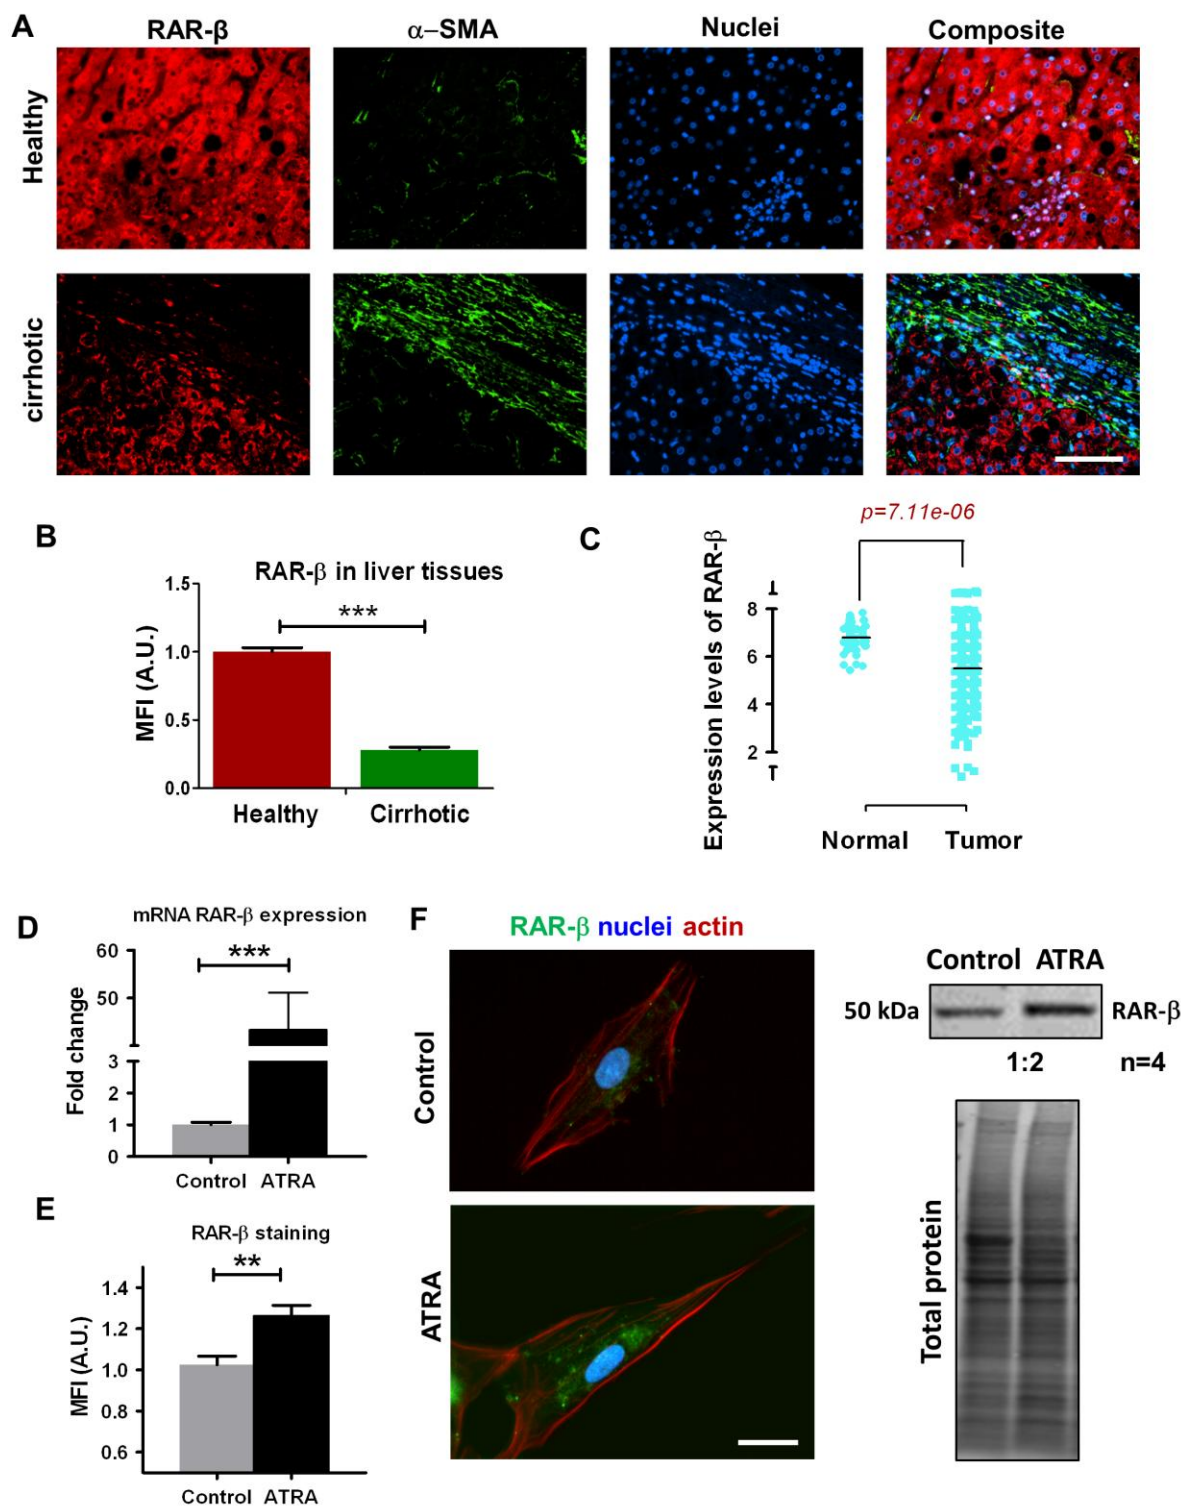 A
RAR-β
α–SMA
Nuclei
Composite
Healthy
cirrhotic
B
RAR-β in liver tissues
***
MFI (A.U.)
1.5
1.0
0.5
0.0
Healthy
Cirrhotic
C
p=7.11e-06
Expression levels of RAR-β
8
6
4
2
Normal
Tumor
D
mRNA RAR-β expression
***
Fold change
60
50
3
2
1
0
Control
ATRA
E
RAR-β staining
**
MFI (A.U.)
1.4
1.2
1.0
0.8
0.6
Control
ATRA
F
RAR-β nuclei actin
Control
ATRA
Control ATRA
50 kDa
RAR-β
1:2
n=4
Total protein